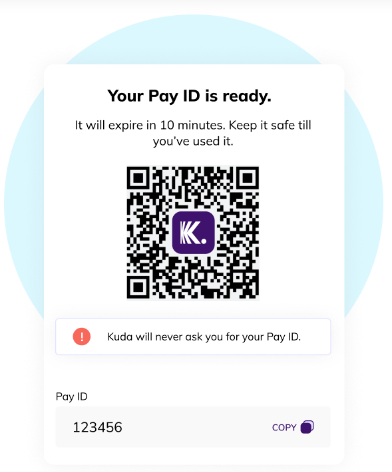 Your Pay ID is ready.
It will expire in 10 minutes. Keep it safe till
you've used it.
K.
! Kuda will never ask you for your Pay ID.
Pay ID
123456 COPY